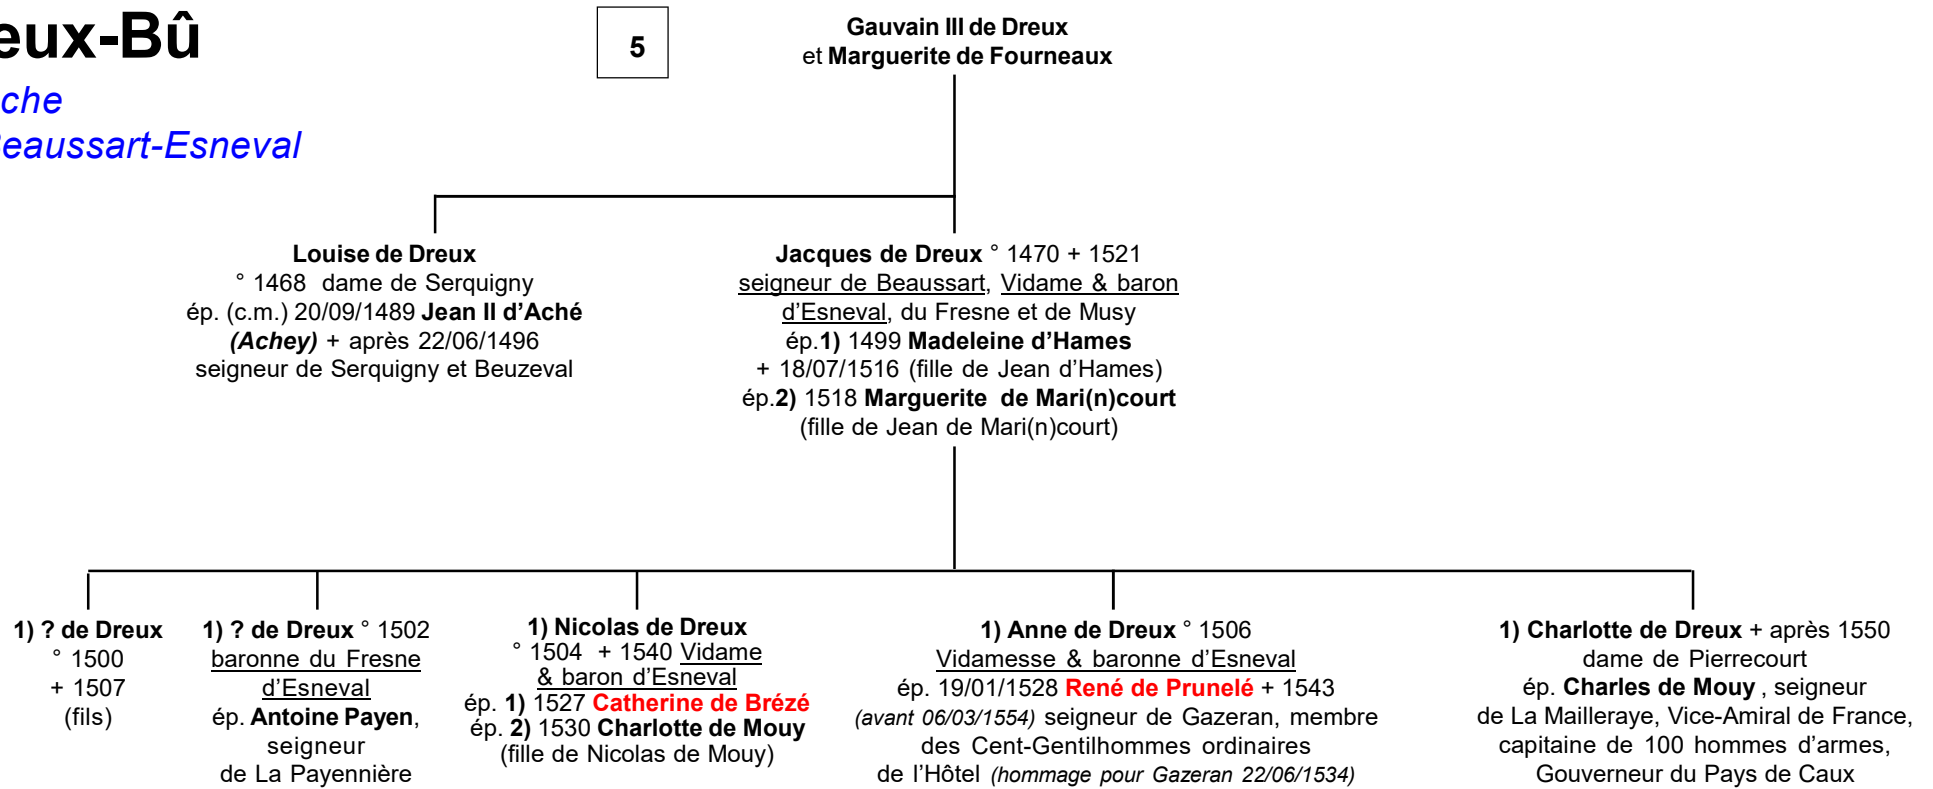 eux-Bû
che
Beaussart-Esneval
5
Gauvain III de Dreux
et Marguerite de Fourneaux
Louise de Dreux
° 1468 dame de Serquigny
ép. (c.m.) 20/09/1489 Jean II d’Aché
(Achey) + après 22/06/1496
seigneur de Serquigny et Beuzeval
Jacques de Dreux ° 1470 + 1521
seigneur de Beaussart, Vidame & baron
d’Esneval, du Fresne et de Musy
ép.1) 1499 Madeleine d’Hames
+ 18/07/1516 (fille de Jean d’Hames)
ép.2) 1518 Marguerite de Mari(n)court
(fille de Jean de Mari(n)court)
1) ? de Dreux
° 1500
+ 1507
(fils)
1) ? de Dreux ° 1502
baronne du Fresne
d’Esneval
ép. Antoine Payen,
seigneur
de La Payennière
1) Nicolas de Dreux
° 1504 + 1540 Vidame
& baron d’Esneval
ép. 1) 1527 Catherine de Brézé
ép. 2) 1530 Charlotte de Mouy
(fille de Nicolas de Mouy)
1) Anne de Dreux ° 1506
Vidamesse & baronne d’Esneval
ép. 19/01/1528 René de Prunelé + 1543
(avant 06/03/1554) seigneur de Gazeran, membre
des Cent-Gentilhommes ordinaires
de l’Hôtel (hommage pour Gazeran 22/06/1534)
1) Charlotte de Dreux + après 1550
dame de Pierrecourt
ép. Charles de Mouy , seigneur
de La Mailleraye, Vice-Amiral de France,
capitaine de 100 hommes d’armes,
Gouverneur du Pays de Caux